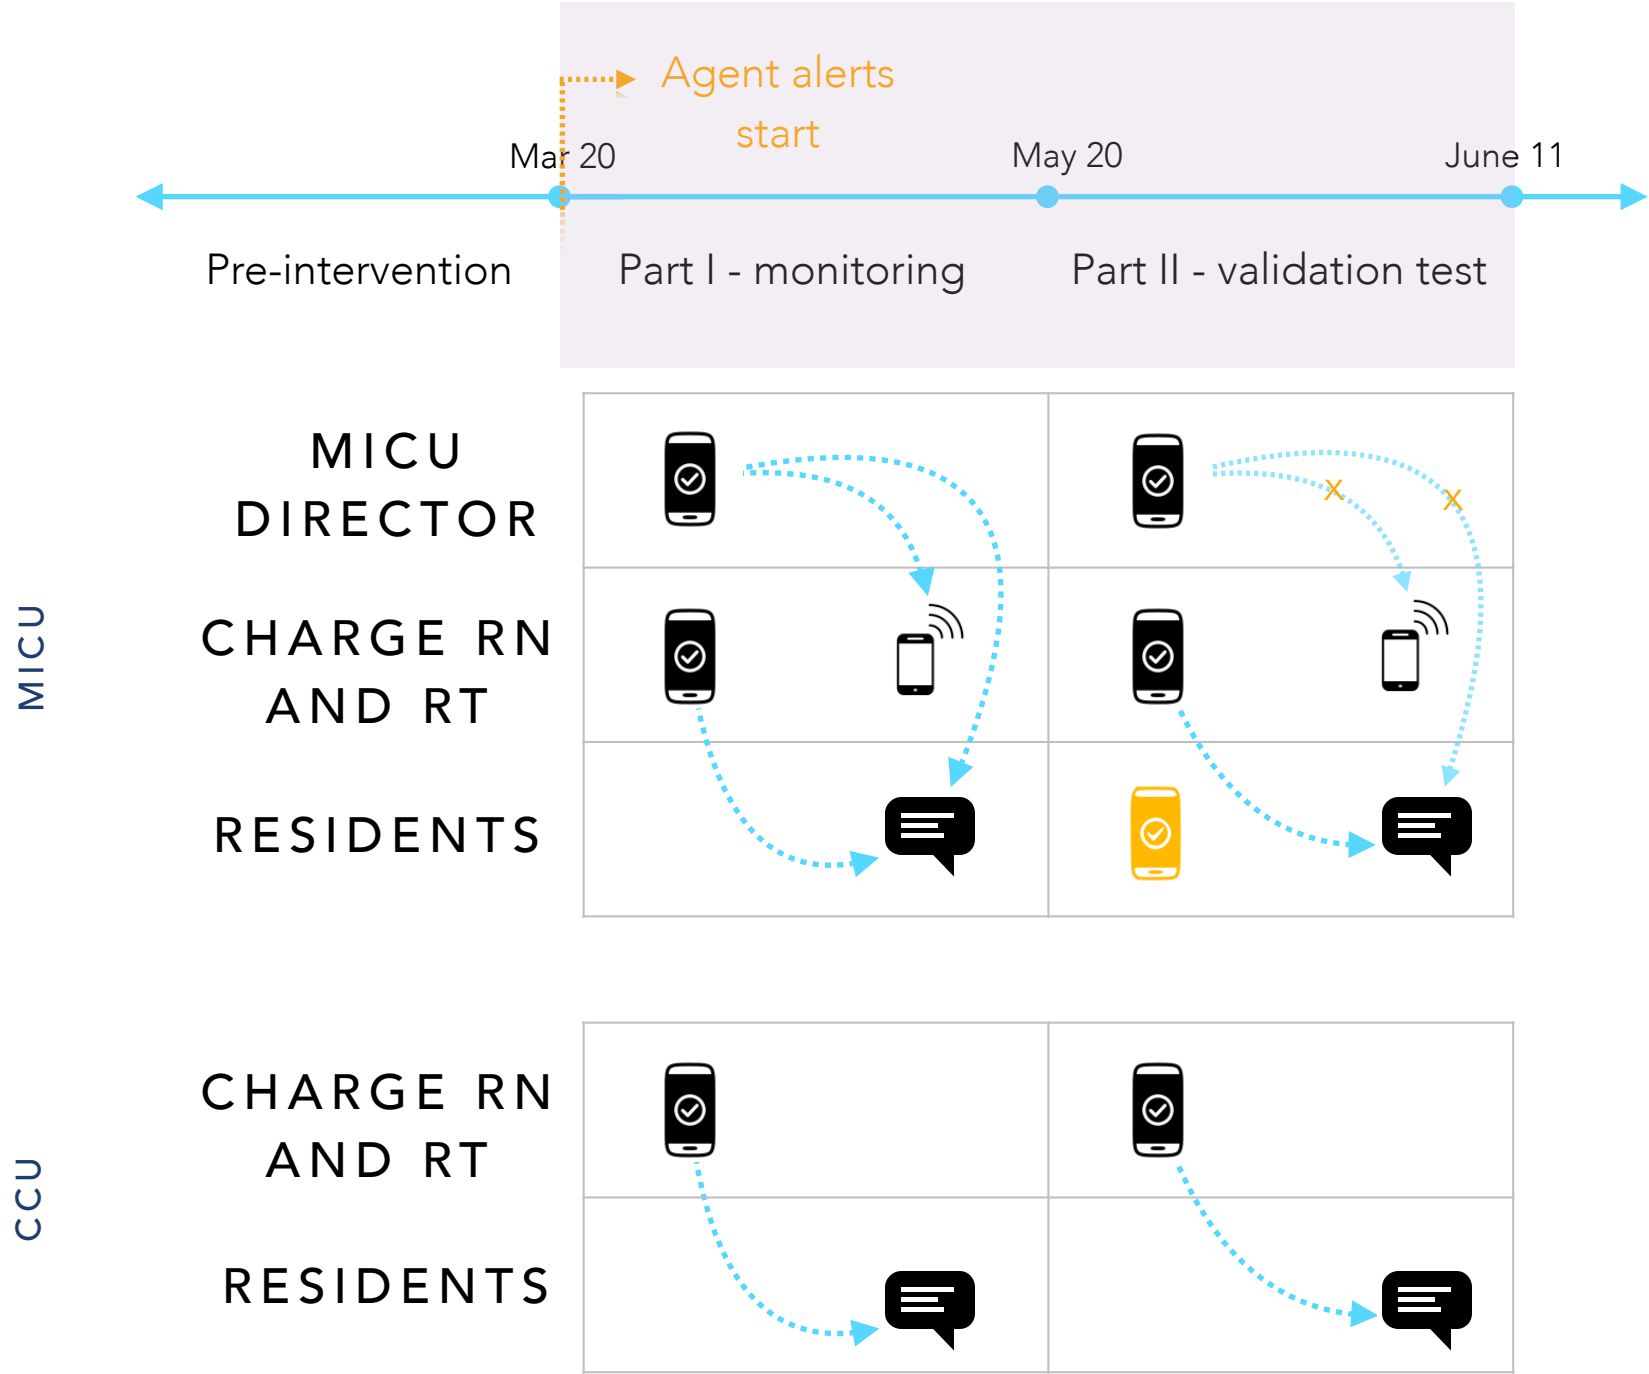 Agent alerts
start
Mar 20
May 20
June 11
Pre-intervention
Part I - monitoring
Part II - validation test
MICU
MICU
DIRECTOR
X
X
CHARGE RN
AND RT
RESIDENTS
CCU
CHARGE RN
AND RT
RESIDENTS